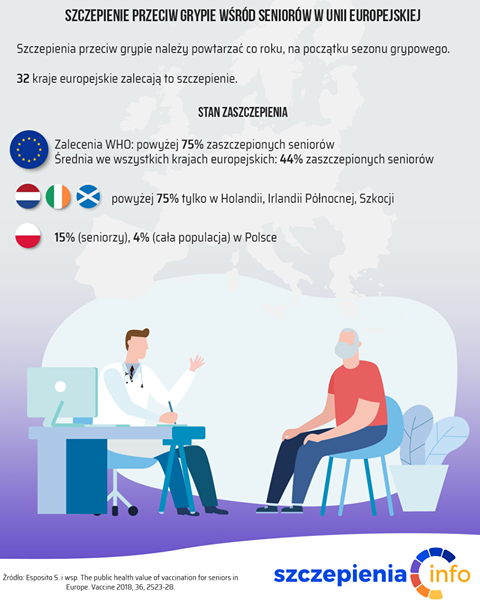 SZCZEPIENIE PRZECIW GRYPIE WŚRÓD SENIORÓW W UNII EUROPEJSKIEJ
Szczepienia przeciw grypie należy powtarzać co roku, na początku sezonu grypowego.
32 kraje europejskie zalecają to szczepienie.
STAN ZASZCZEPIENIA
Zalecenia WHO: powyżej 75% zaszczepionych seniorów
Średnia we wszystkich krajach europejskich: 44% zaszczepionych seniorów
powyżej 75% tylko w Holandii, Irlandii Północnej, Szkocji
15% (seniorzy), 4% (cała populacja) w Polsce
Źródło: Esposito S. i wsp. The public health value of vaccination for seniors in
Europe. Vaccine 2018, 36, 2523-28.
szczepienia info